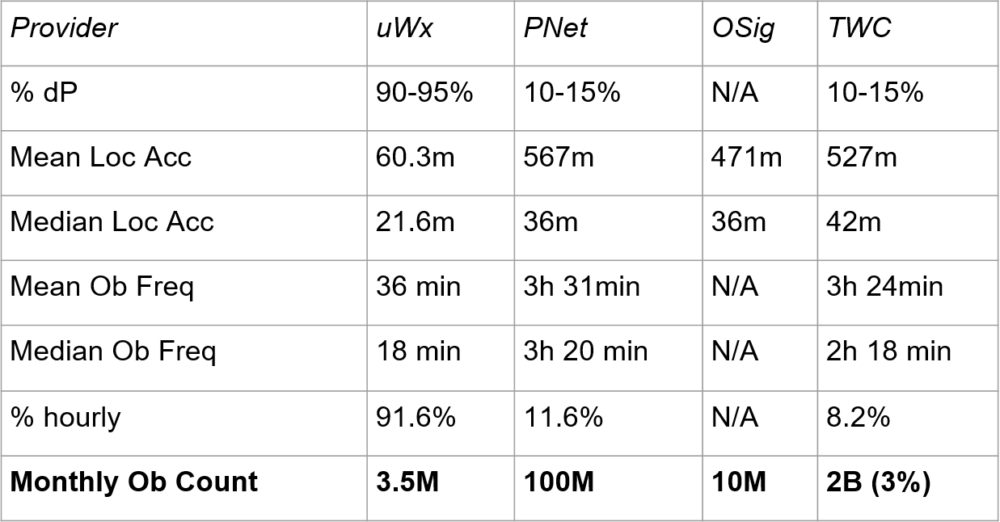 Provider uWx PNet OSig TWC
% dP 90-95% 10-15% N/A 10-15%
Mean Loc Acc 60.3m 567m 471m 527m
Median Loc Acc 21.6m 36m 36m 42m
Mean Ob Freq 36 min 3h 31min N/A 3h 24min
Median Ob Freq 18 min 3h 20 min N/A 2h 18 min
% hourly 91.6% 11.6% N/A 8.2%
Monthly Ob Count 3.5M 100M 10M 2B (3%)